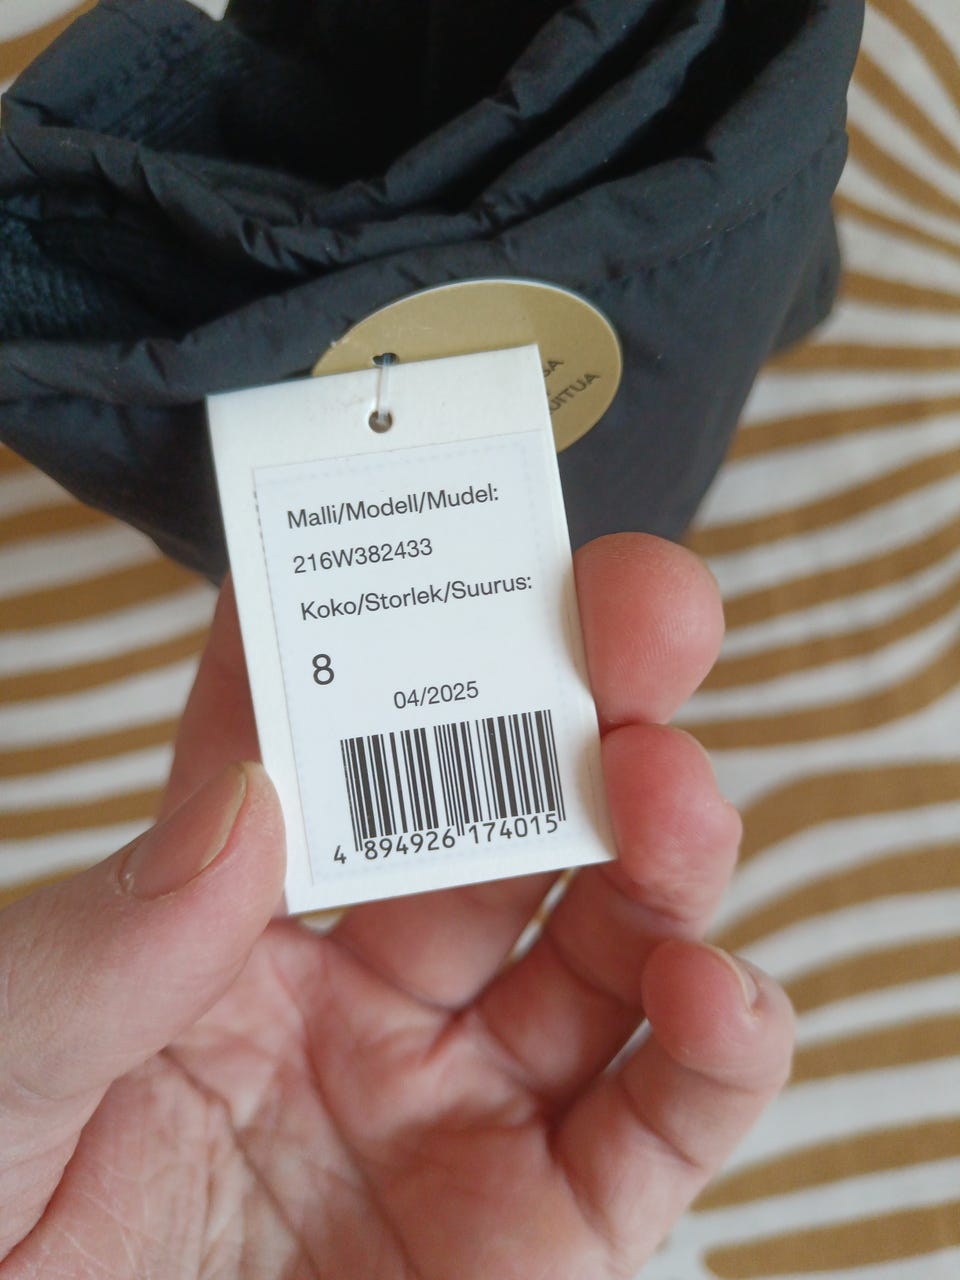 Malli/Modell/Mudel:
216W382433
Koko/Storlek/Suurus:
8
04/2025
4 894926 174015